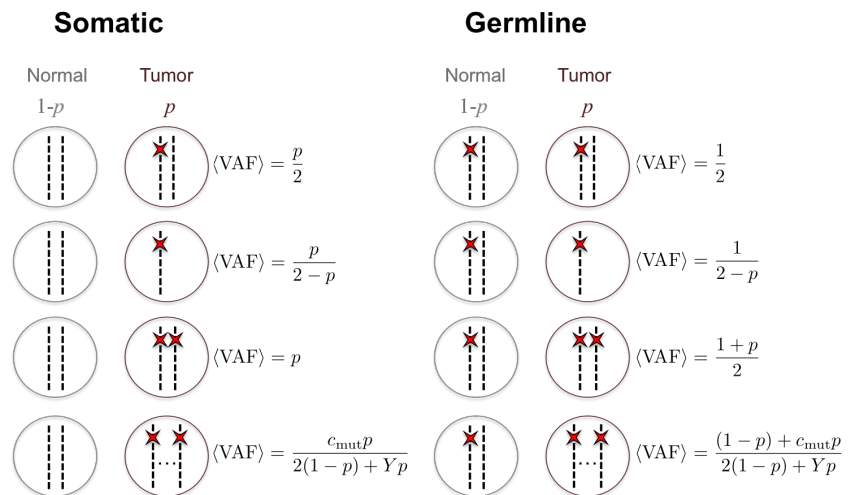 Somatic
Germline
Normal Tumor
1-p p
Normal Tumor
1-p p
⟨VAF⟩ = p/2
⟨VAF⟩ = 1/2
⟨VAF⟩ = p/(2 − p)
⟨VAF⟩ = 1/(2 − p)
⟨VAF⟩ = p
⟨VAF⟩ = (1 + p)/2
...
⟨VAF⟩ = c_mut p/(2(1 − p) + Yp)
...
⟨VAF⟩ = ((1 − p) + c_mut p)/(2(1 − p) + Yp)